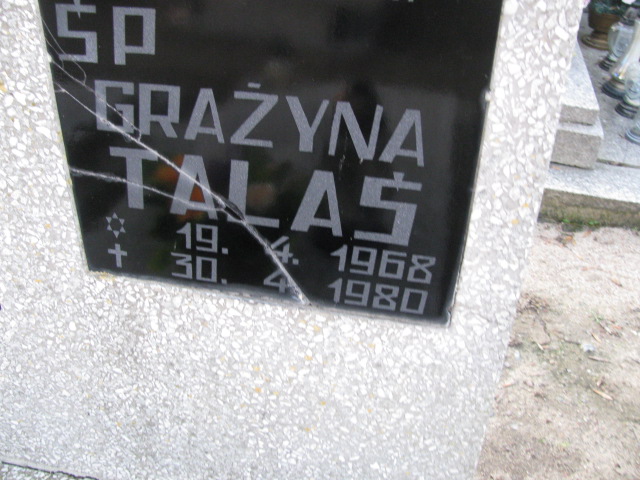 ŚP
GRAŻYNA
TALAŚ
✡ 19. 4. 1968
✝ 30. 4. 1980